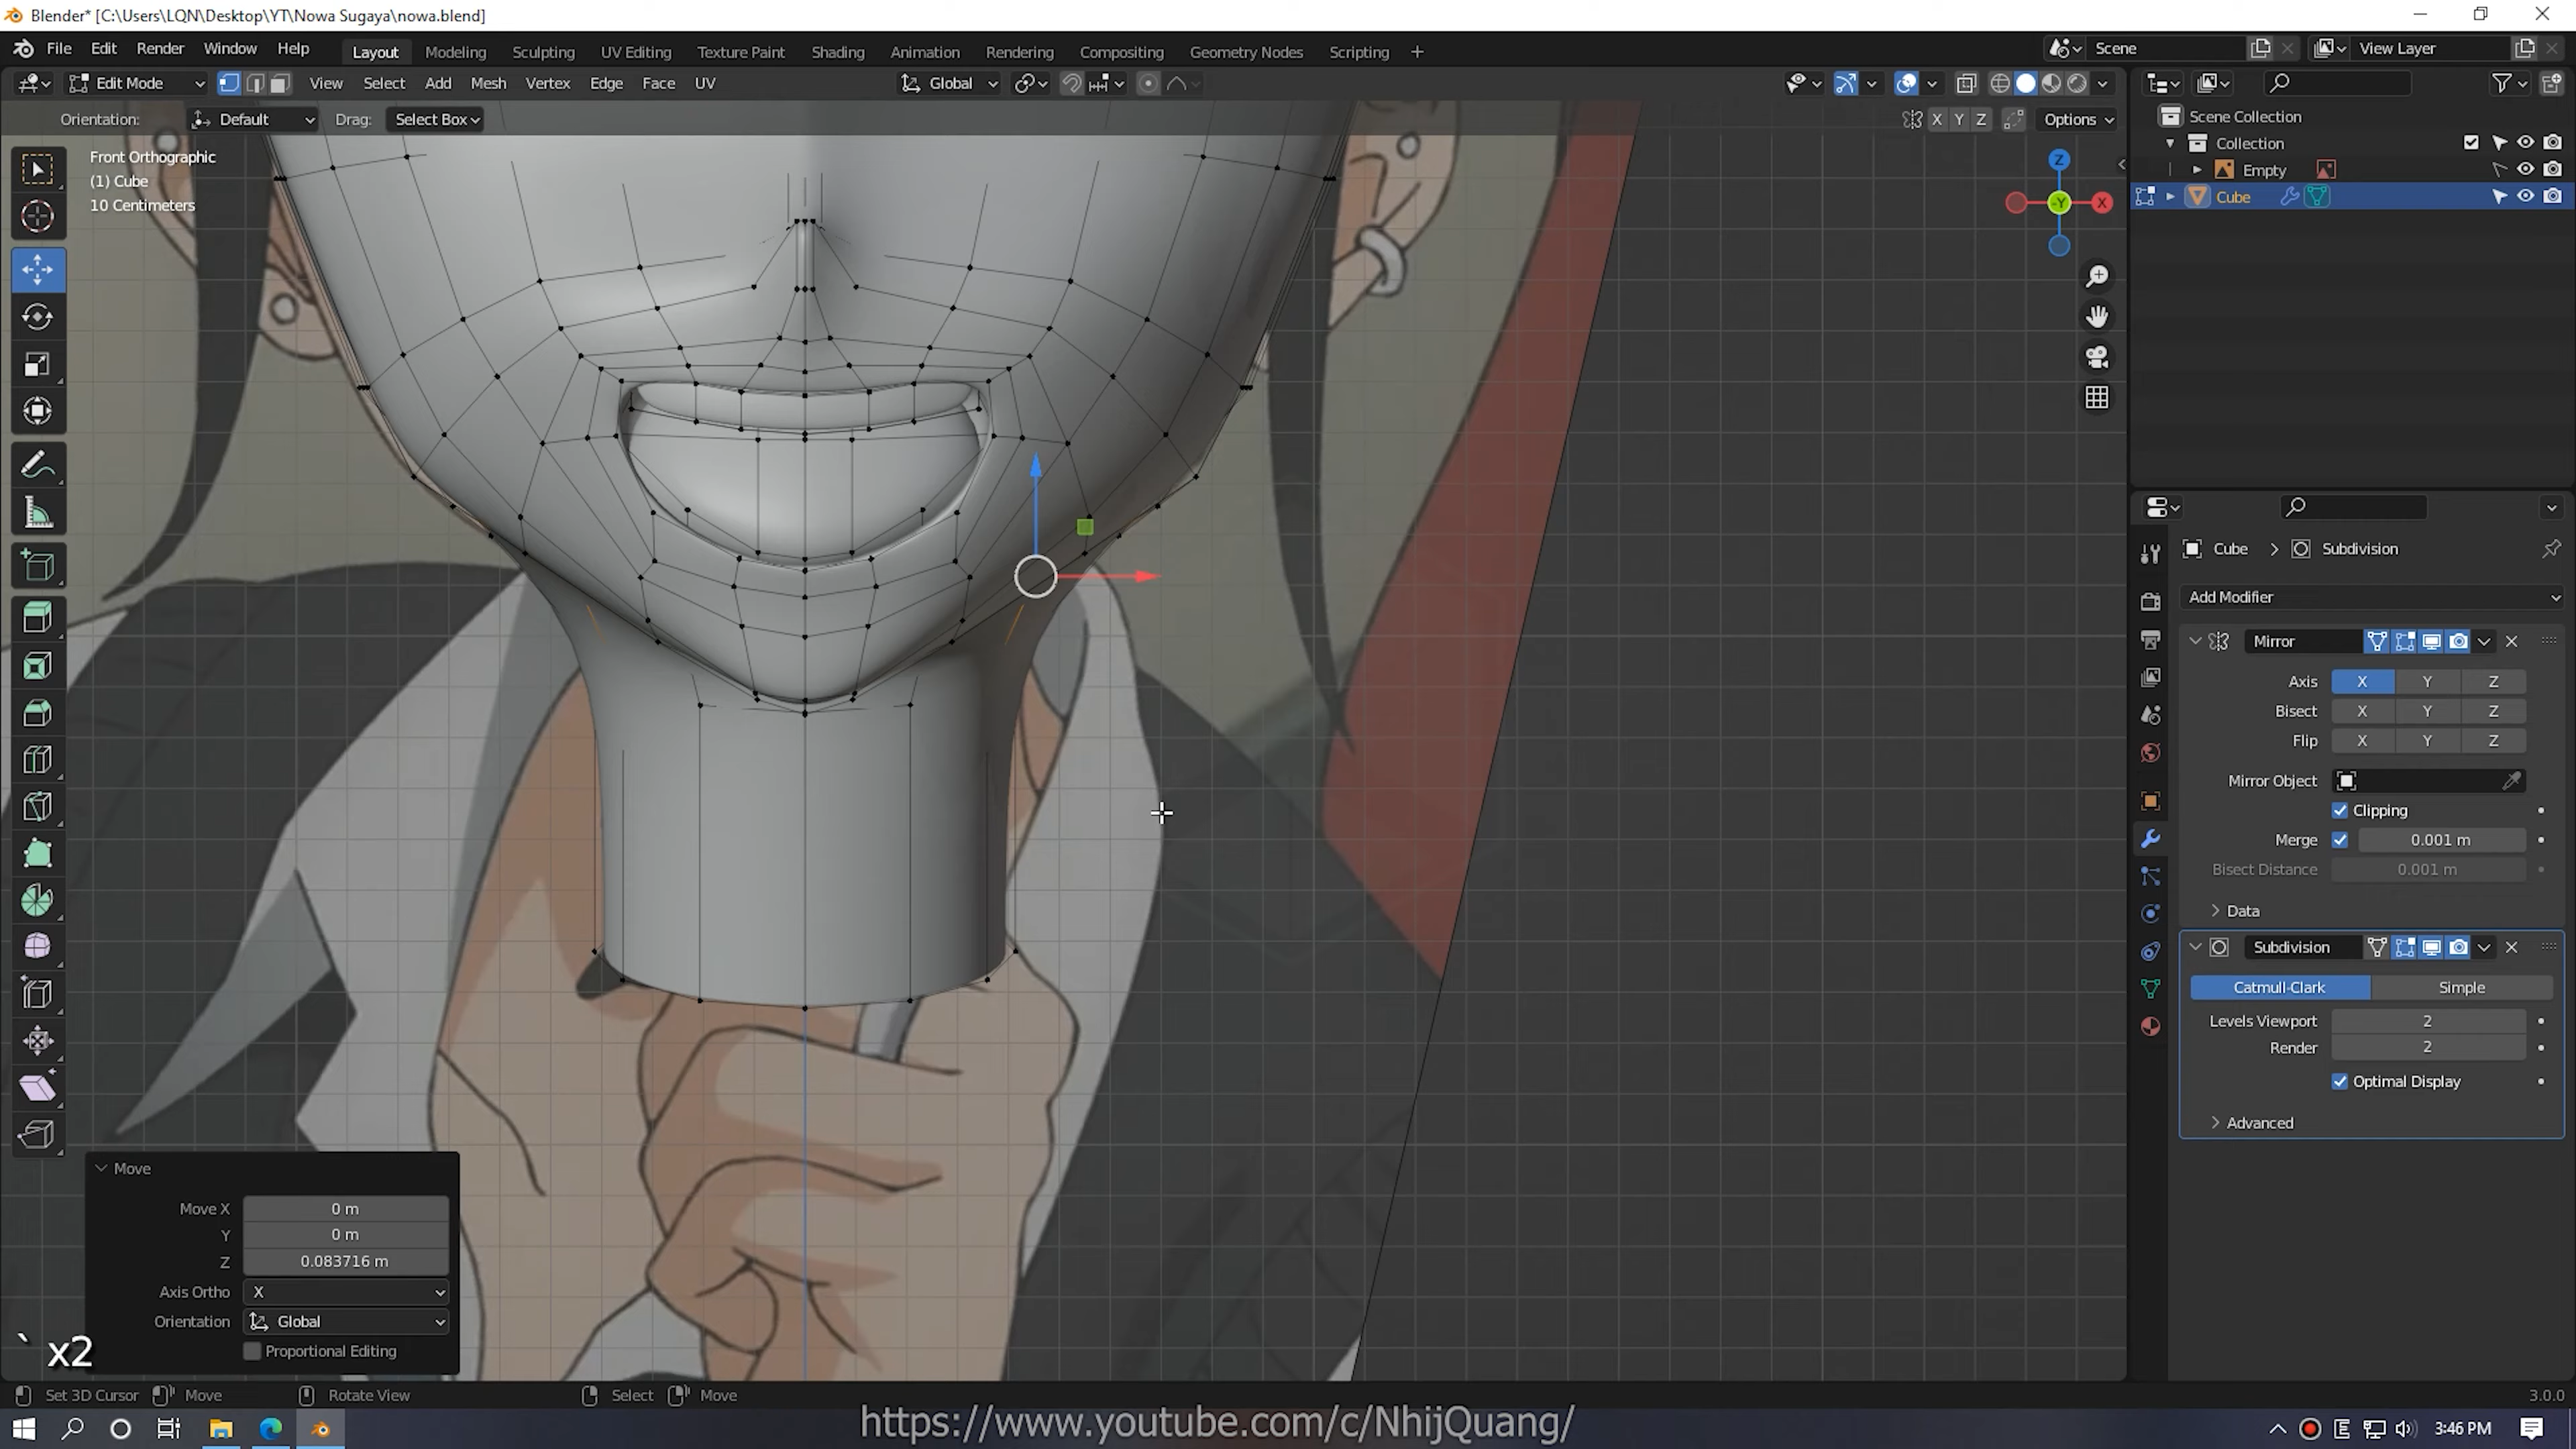 Blender* [C:\Users\LQN\Desktop\YT\Nowa Sugaya\nowa.blend]
File Edit Render Window Help Layout Modeling Sculpting UV Editing Texture Paint Shading Animation Rendering Compositing Geometry Nodes Scripting + Scene View Layer
Edit Mode View Select Add Mesh Vertex Edge Face UV Global
Orientation: Default Drag: Select Box X Y Z Options
Front Orthographic
(1) Cube
10 Centimeters
Z
-Y
X
Scene Collection
Collection
Empty
Cube
Cube > Subdivision
Add Modifier
Mirror
Axis X Y Z
Bisect X Y Z
Flip X Y Z
Mirror Object
Clipping
Merge 0.001 m
Bisect Distance 0.001 m
Data
Subdivision
Catmull-Clark Simple
Levels Viewport 2
Render 2
Optimal Display
Advanced
Move
Move X 0 m
Y 0 m
Z 0.083716 m
Axis Ortho X
Orientation Global
Proportional Editing
` x2
Set 3D Cursor Move Rotate View Select Move 3.0.0
https://www.youtube.com/c/NhijQuang/
E 3:46 PM